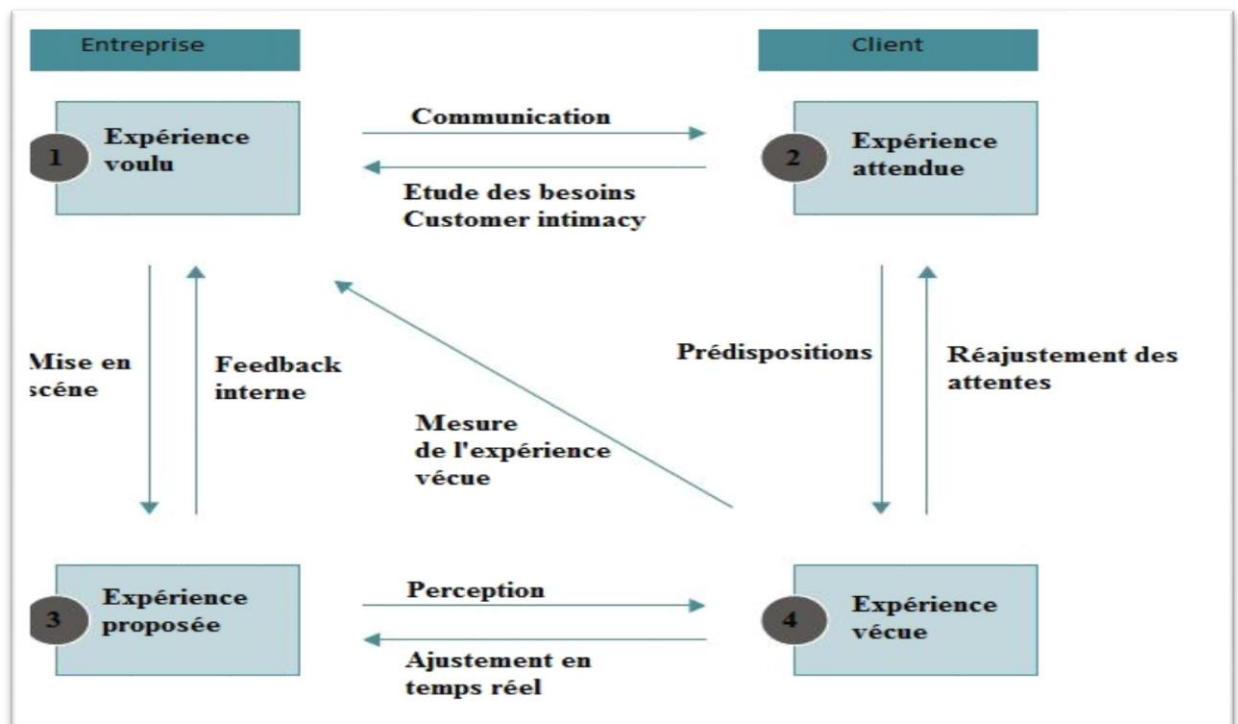 Entreprise
Client
1
Expérience
voulu
Communication
Etude des besoins
Customer intimacy
2
Expérience
attendue
Mise en
scéne
Feedback
interne
Mesure
de l'expérience
vécue
Prédispositions
Réajustement des
attentes
3
Expérience
proposée
Perception
Ajustement en
temps réel
4
Expérience
vécue